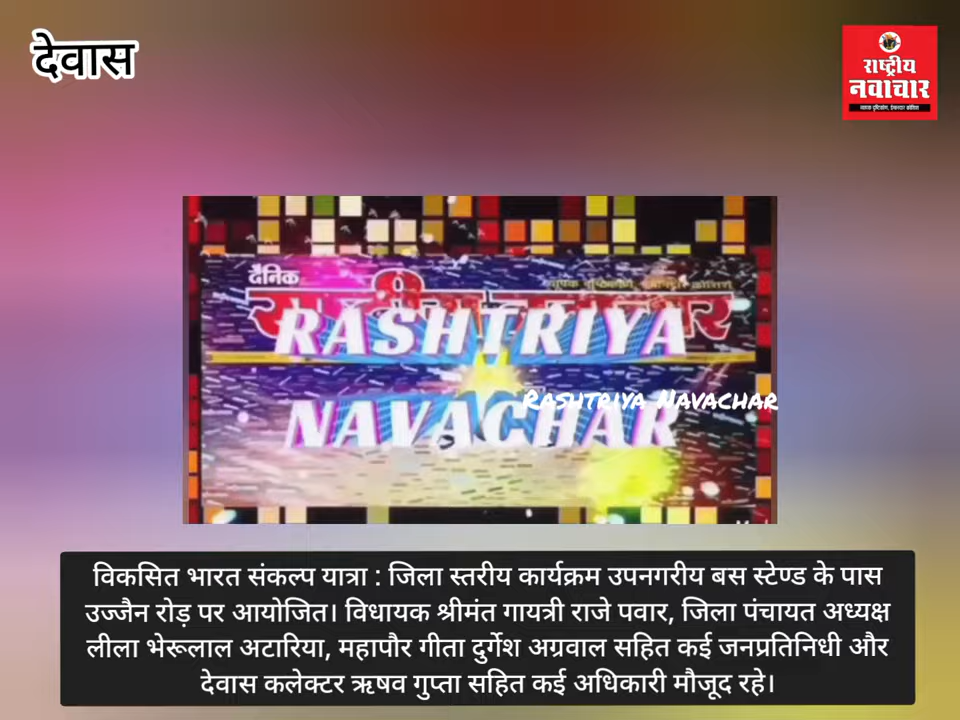 देवास
राष्ट्रीय
नवाचार
दैनिक
RASHTRIYA
Rashtriya Navachar
NAVACHAR
विकसित भारत संकल्प यात्रा : जिला स्तरीय कार्यक्रम उपनगरीय बस स्टेण्ड के पास
उज्जैन रोड़ पर आयोजित। विधायक श्रीमंत गायत्री राजे पवार, जिला पंचायत अध्यक्ष
लीला भेरूलाल अटारिया, महापौर गीता दुर्गेश अग्रवाल सहित कई जनप्रतिनिधी और
देवास कलेक्टर ऋषव गुप्ता सहित कई अधिकारी मौजूद रहे।